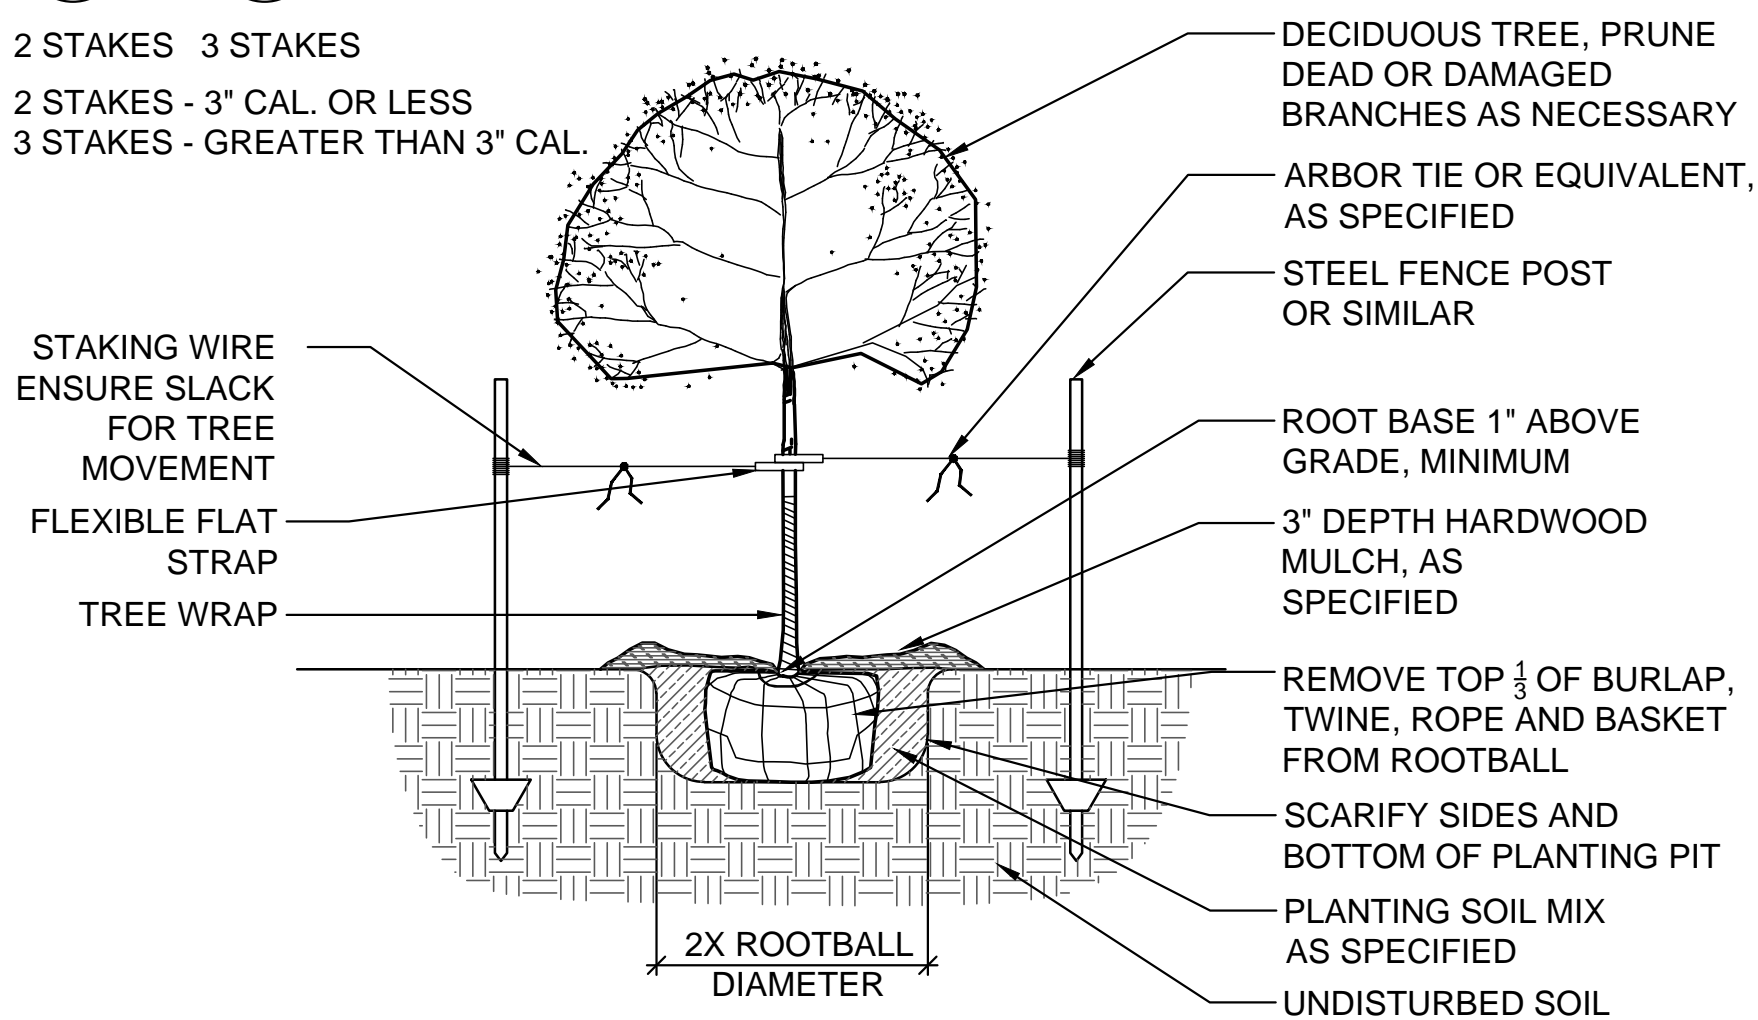 2 STAKES 3 STAKES
2 STAKES - 3" CAL. OR LESS
3 STAKES - GREATER THAN 3" CAL.
STAKING WIRE
ENSURE SLACK
FOR TREE
MOVEMENT
FLEXIBLE FLAT
STRAP
TREE WRAP
DECIDUOUS TREE, PRUNE
DEAD OR DAMAGED
BRANCHES AS NECESSARY
ARBOR TIE OR EQUIVALENT,
AS SPECIFIED
STEEL FENCE POST
OR SIMILAR
ROOT BASE 1" ABOVE
GRADE, MINIMUM
3" DEPTH HARDWOOD
MULCH, AS
SPECIFIED
REMOVE TOP 1/3 OF BURLAP,
TWINE, ROPE AND BASKET
FROM ROOTBALL
SCARIFY SIDES AND
BOTTOM OF PLANTING PIT
PLANTING SOIL MIX
AS SPECIFIED
UNDISTURBED SOIL
2X ROOTBALL
DIAMETER